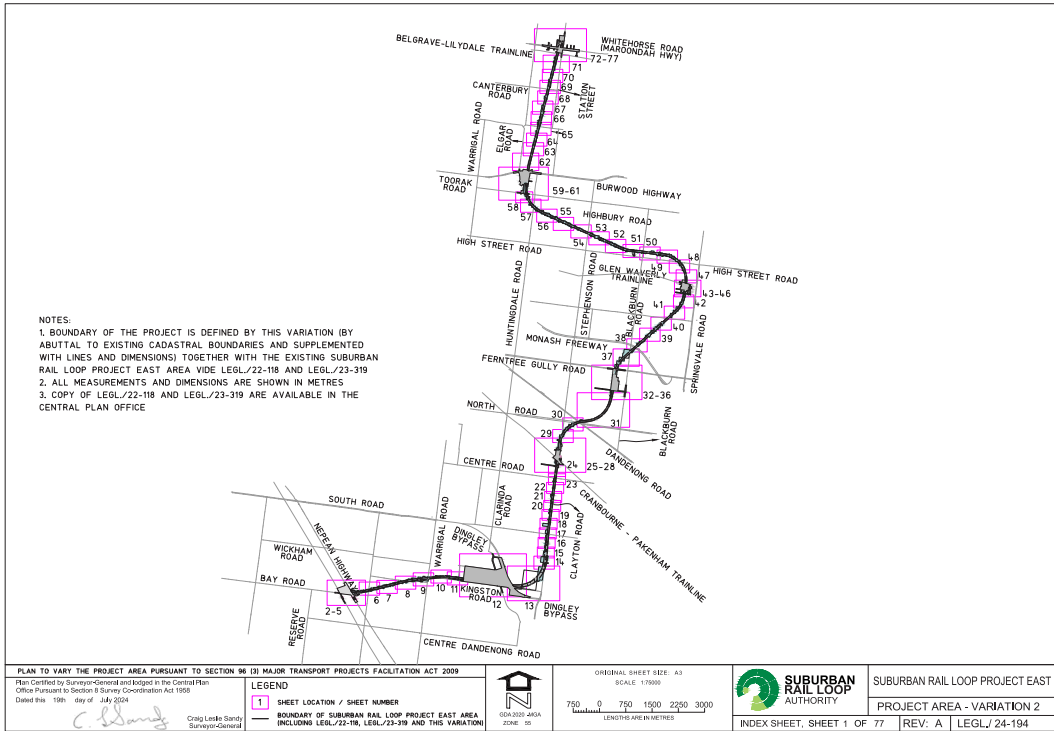 BELGRAVE-LILYDALE TRAINLINE
WHITEHORSE ROAD
(MAROONDAH HWY)
72-77
71
70
CANTERBURY
ROAD
69
68
STATION
STREET
67
66
WARRIGAL ROAD
ELGAR
ROAD
65
64
63
62
TOORAK
ROAD
59-61
BURWOOD HIGHWAY
58
57
56
55
HIGHBURY ROAD
54
53
52
51
50
HIGH STREET ROAD
49
48
GLEN WAVERLY
TRAINLINE
47
HIGH STREET ROAD
43-46
42
41
40
39
HUNTINGDALE ROAD
STEPHENSON ROAD
BLACKBURN
ROAD
SPRINGVALE ROAD
MONASH FREEWAY
38
37
FERNTREE GULLY ROAD
32-36
NORTH ROAD
30
31
29
BLACKBURN
ROAD
DANDENONG ROAD
CENTRE ROAD
24
25-28
23
22
21
20
19
18
17
16
15
14
CRANBOURNE - PAKENHAM TRAINLINE
CLAYTON ROAD
CLARINDA
ROAD
WARRIGAL ROAD
SOUTH ROAD
DINGLEY
BYPASS
NEPEAN HIGHWAY
WICKHAM
ROAD
BAY ROAD
2-5
6
7
8
9
10
11
KINGSTON
ROAD
12
13
DINGLEY
BYPASS
RESERVE
ROAD
CENTRE DANDENONG ROAD
NOTES:
1. BOUNDARY OF THE PROJECT IS DEFINED BY THIS VARIATION (BY
ABUTTAL TO EXISTING CADASTRAL BOUNDARIES AND SUPPLEMENTED
WITH LINES AND DIMENSIONS) TOGETHER WITH THE EXISTING SUBURBAN
RAIL LOOP PROJECT EAST AREA VIDE LEGL./22-118 AND LEGL./23-319
2. ALL MEASUREMENTS AND DIMENSIONS ARE SHOWN IN METRES
3. COPY OF LEGL./22-118 AND LEGL./23-319 ARE AVAILABLE IN THE
CENTRAL PLAN OFFICE
PLAN TO VARY THE PROJECT AREA PURSUANT TO SECTION 96 (3) MAJOR TRANSPORT PROJECTS FACILITATION ACT 2009
Plan Certified by Surveyor-General and lodged in the Central Plan
Office Pursuant to Section 8 Survey Co-ordination Act 1958
Dated this 19th day of July 2024
Craig Leslie Sandy
Surveyor-General
LEGEND
1 SHEET LOCATION / SHEET NUMBER
BOUNDARY OF SUBURBAN RAIL LOOP PROJECT EAST AREA
(INCLUDING LEGL./22-118, LEGL./23-319 AND THIS VARIATION)
GDA2020 -MGA
ZONE 55
ORIGINAL SHEET SIZE: A3
SCALE 1:75000
750 0 750 1500 2250 3000
LENGTHS ARE IN METRES
SUBURBAN
RAIL LOOP
AUTHORITY
SUBURBAN RAIL LOOP PROJECT EAST
PROJECT AREA - VARIATION 2
INDEX SHEET, SHEET 1 OF 77
REV: A
LEGL./ 24-194